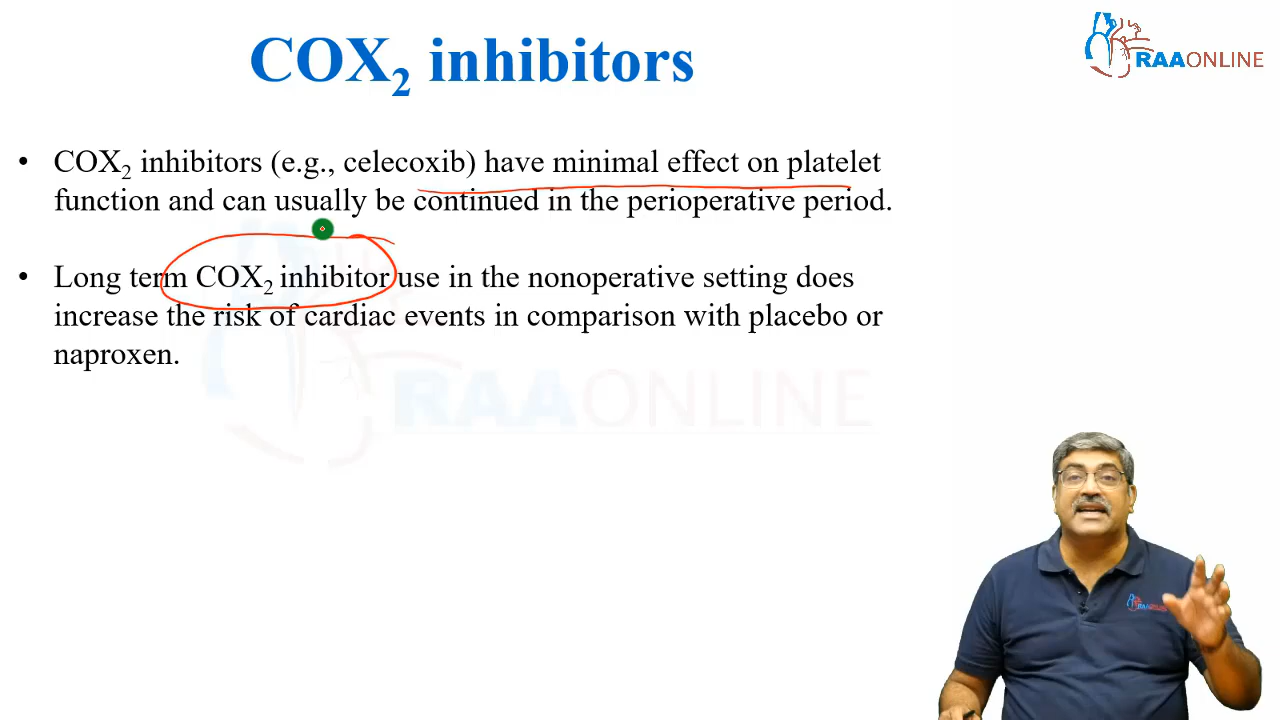 COX₂ inhibitors
RAAONLINE
• COX₂ inhibitors (e.g., celecoxib) have minimal effect on platelet
function and can usually be continued in the perioperative period.
• Long term COX₂ inhibitor use in the nonoperative setting does
increase the risk of cardiac events in comparison with placebo or
naproxen.
RAAONLINE
RAAONLINE